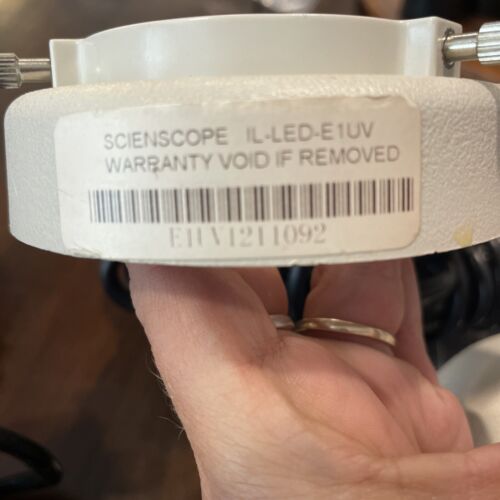 SCIENSCOPE IL-LED-E1UV
WARRANTY VOID IF REMOVED
E1UV1211092